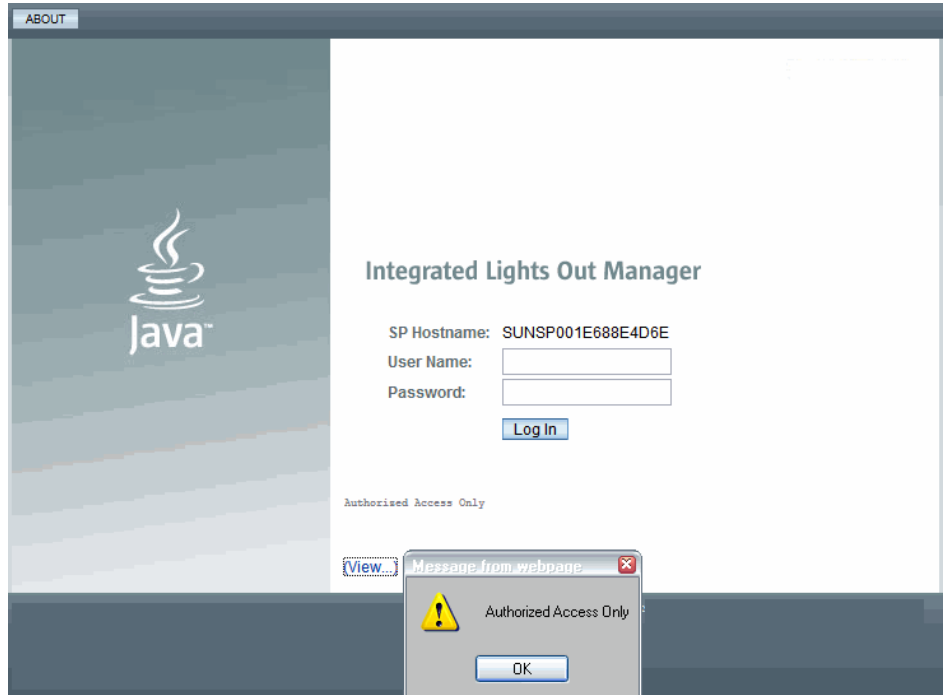 ABOUT
Java™
Integrated Lights Out Manager
SP Hostname: SUNSP001E688E4D6E
User Name:
Password:
Log In
Authorized Access Only
(View...)
Message from webpage
Authorized Access Only
OK